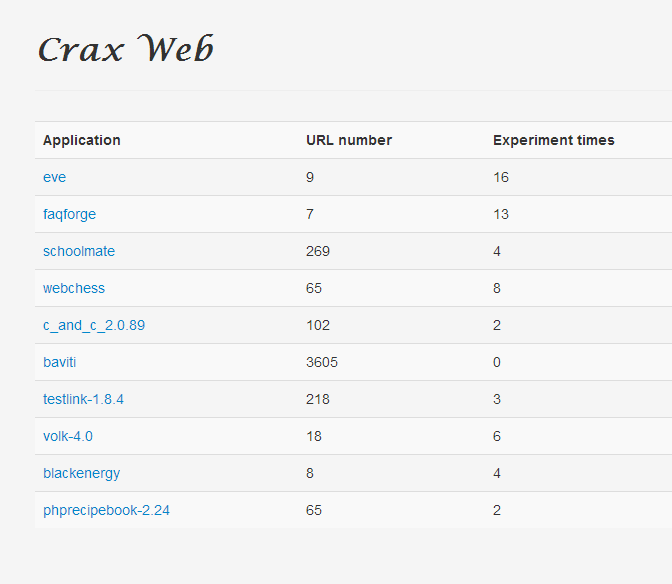 Crax Web
Application URL number Experiment times
eve 9 16
faqforge 7 13
schoolmate 269 4
webchess 65 8
c_and_c_2.0.89 102 2
baviti 3605 0
testlink-1.8.4 218 3
volk-4.0 18 6
blackenergy 8 4
phprecipebook-2.24 65 2